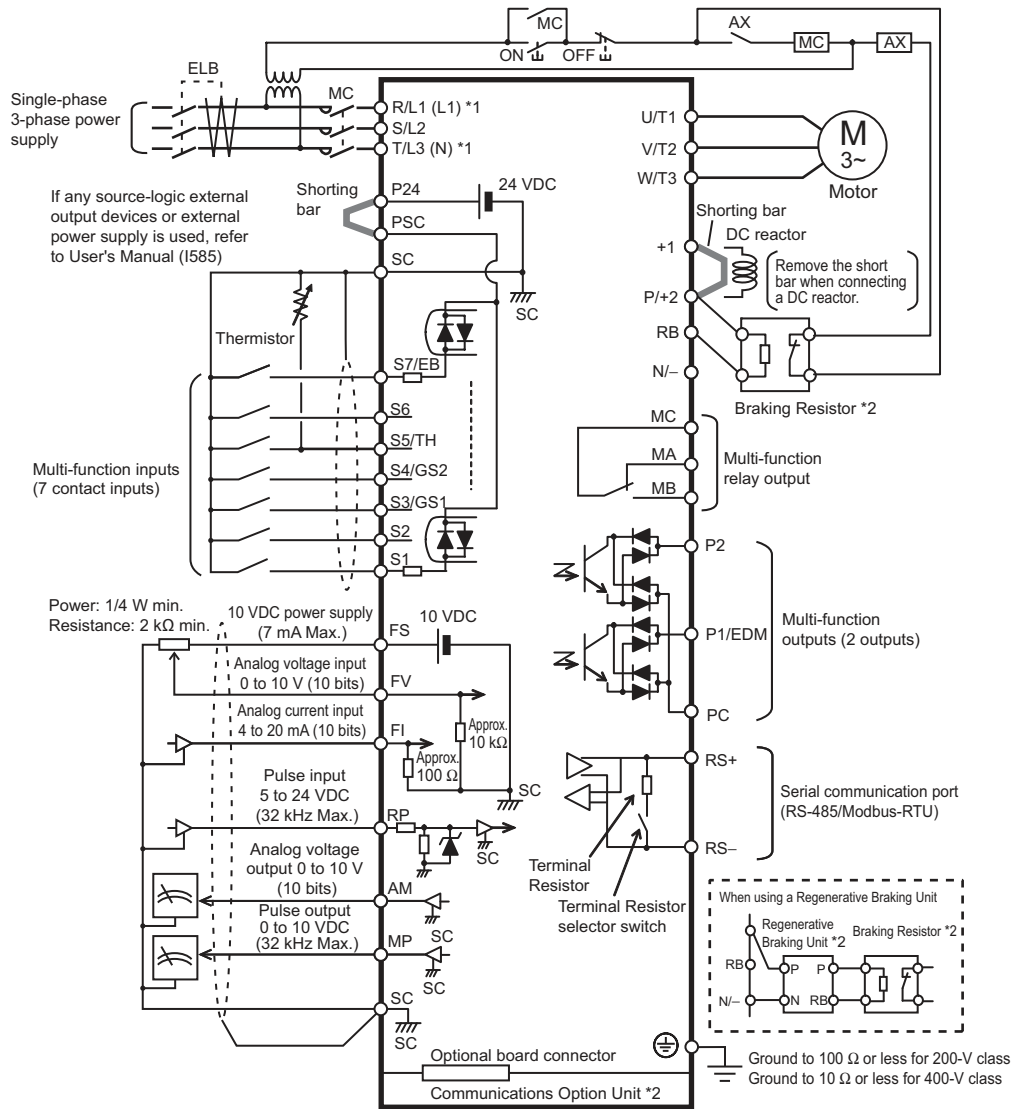 MC
AX
ON
OFF
MC
AX
ELB
MC
Single-phase
3-phase power
supply
R/L1 (L1) *1
S/L2
T/L3 (N) *1
U/T1
V/T2
W/T3
M
3~
Motor
If any source-logic external
output devices or external
power supply is used, refer
to User's Manual (I585)
Shorting
bar
P24
24 VDC
PSC
SC
SC
Shorting bar
DC reactor
+1
Remove the short
bar when connecting
a DC reactor.
P/+2
RB
N/–
Braking Resistor *2
Thermistor
S7/EB
S6
S5/TH
S4/GS2
S3/GS1
S2
S1
Multi-function inputs
(7 contact inputs)
MC
MA
MB
Multi-function
relay output
P2
P1/EDM
PC
Multi-function
outputs (2 outputs)
Power: 1/4 W min.
Resistance: 2 kΩ min.
10 VDC power supply
(7 mA Max.)
FS
10 VDC
Analog voltage input
0 to 10 V (10 bits)
FV
Analog current input
4 to 20 mA (10 bits)
FI
Approx.
10 kΩ
Approx.
100 Ω
SC
Pulse input
5 to 24 VDC
(32 kHz Max.)
RP
SC
Analog voltage
output 0 to 10 V
(10 bits)
AM
SC
Pulse output
0 to 10 VDC
(32 kHz Max.)
MP
SC
SC
SC
RS+
RS–
Serial communication port
(RS-485/Modbus-RTU)
Terminal
Resistor
Terminal Resistor
selector switch
When using a Regenerative Braking Unit
Regenerative
Braking Unit *2
Braking Resistor *2
RB
P
P
N/–
N
RB
Optional board connector
Communications Option Unit *2
Ground to 100 Ω or less for 200-V class
Ground to 10 Ω or less for 400-V class